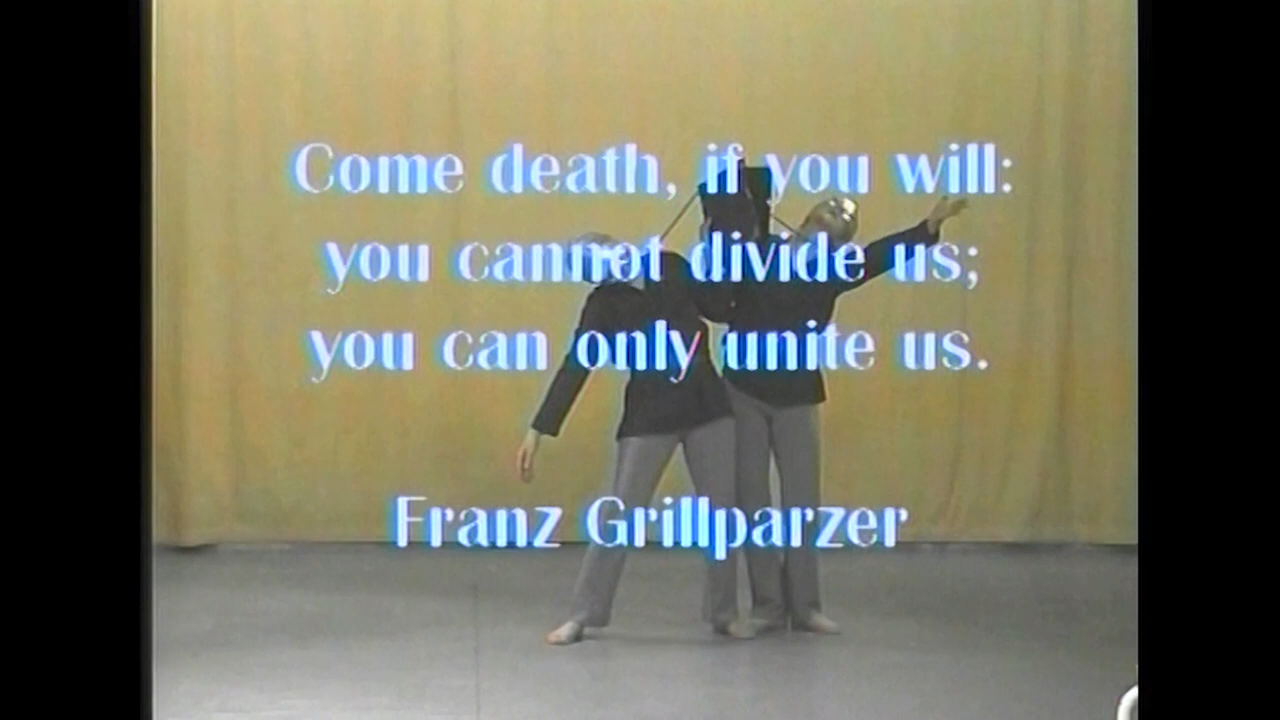 Come death, if you will:
you cannot divide us;
you can only unite us.
Franz Grillparzer